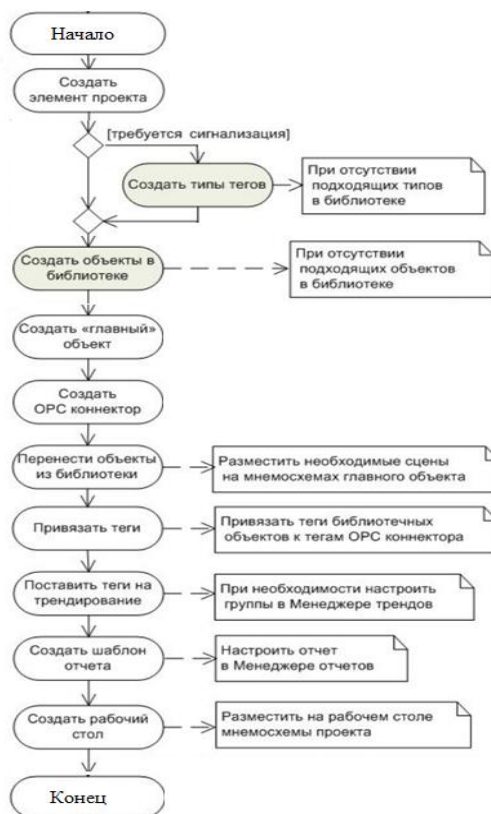 Начало
Создать
элемент проекта
[требуется сигнализация]
Создать типы тегов
При отсутствии
подходящих типов
в библиотеке
Создать объекты в
библиотеке
При отсутствии
подходящих объектов
в библиотеке
Создать «главный»
объект
Создать
OPC коннектор
Перенести объекты
из библиотеки
Разместить необходимые сцены
на мнемосхемах главного объекта
Привязать теги
Привязать теги библиотечных
объектов к тегам OPC коннектора
Поставить теги на
трендирование
При необходимости настроить
группы в Менеджере трендов
Создать шаблон
отчета
Настроить отчет
в Менеджере отчетов
Создать рабочий
стол
Разместить на рабочем столе
мнемосхемы проекта
Конец